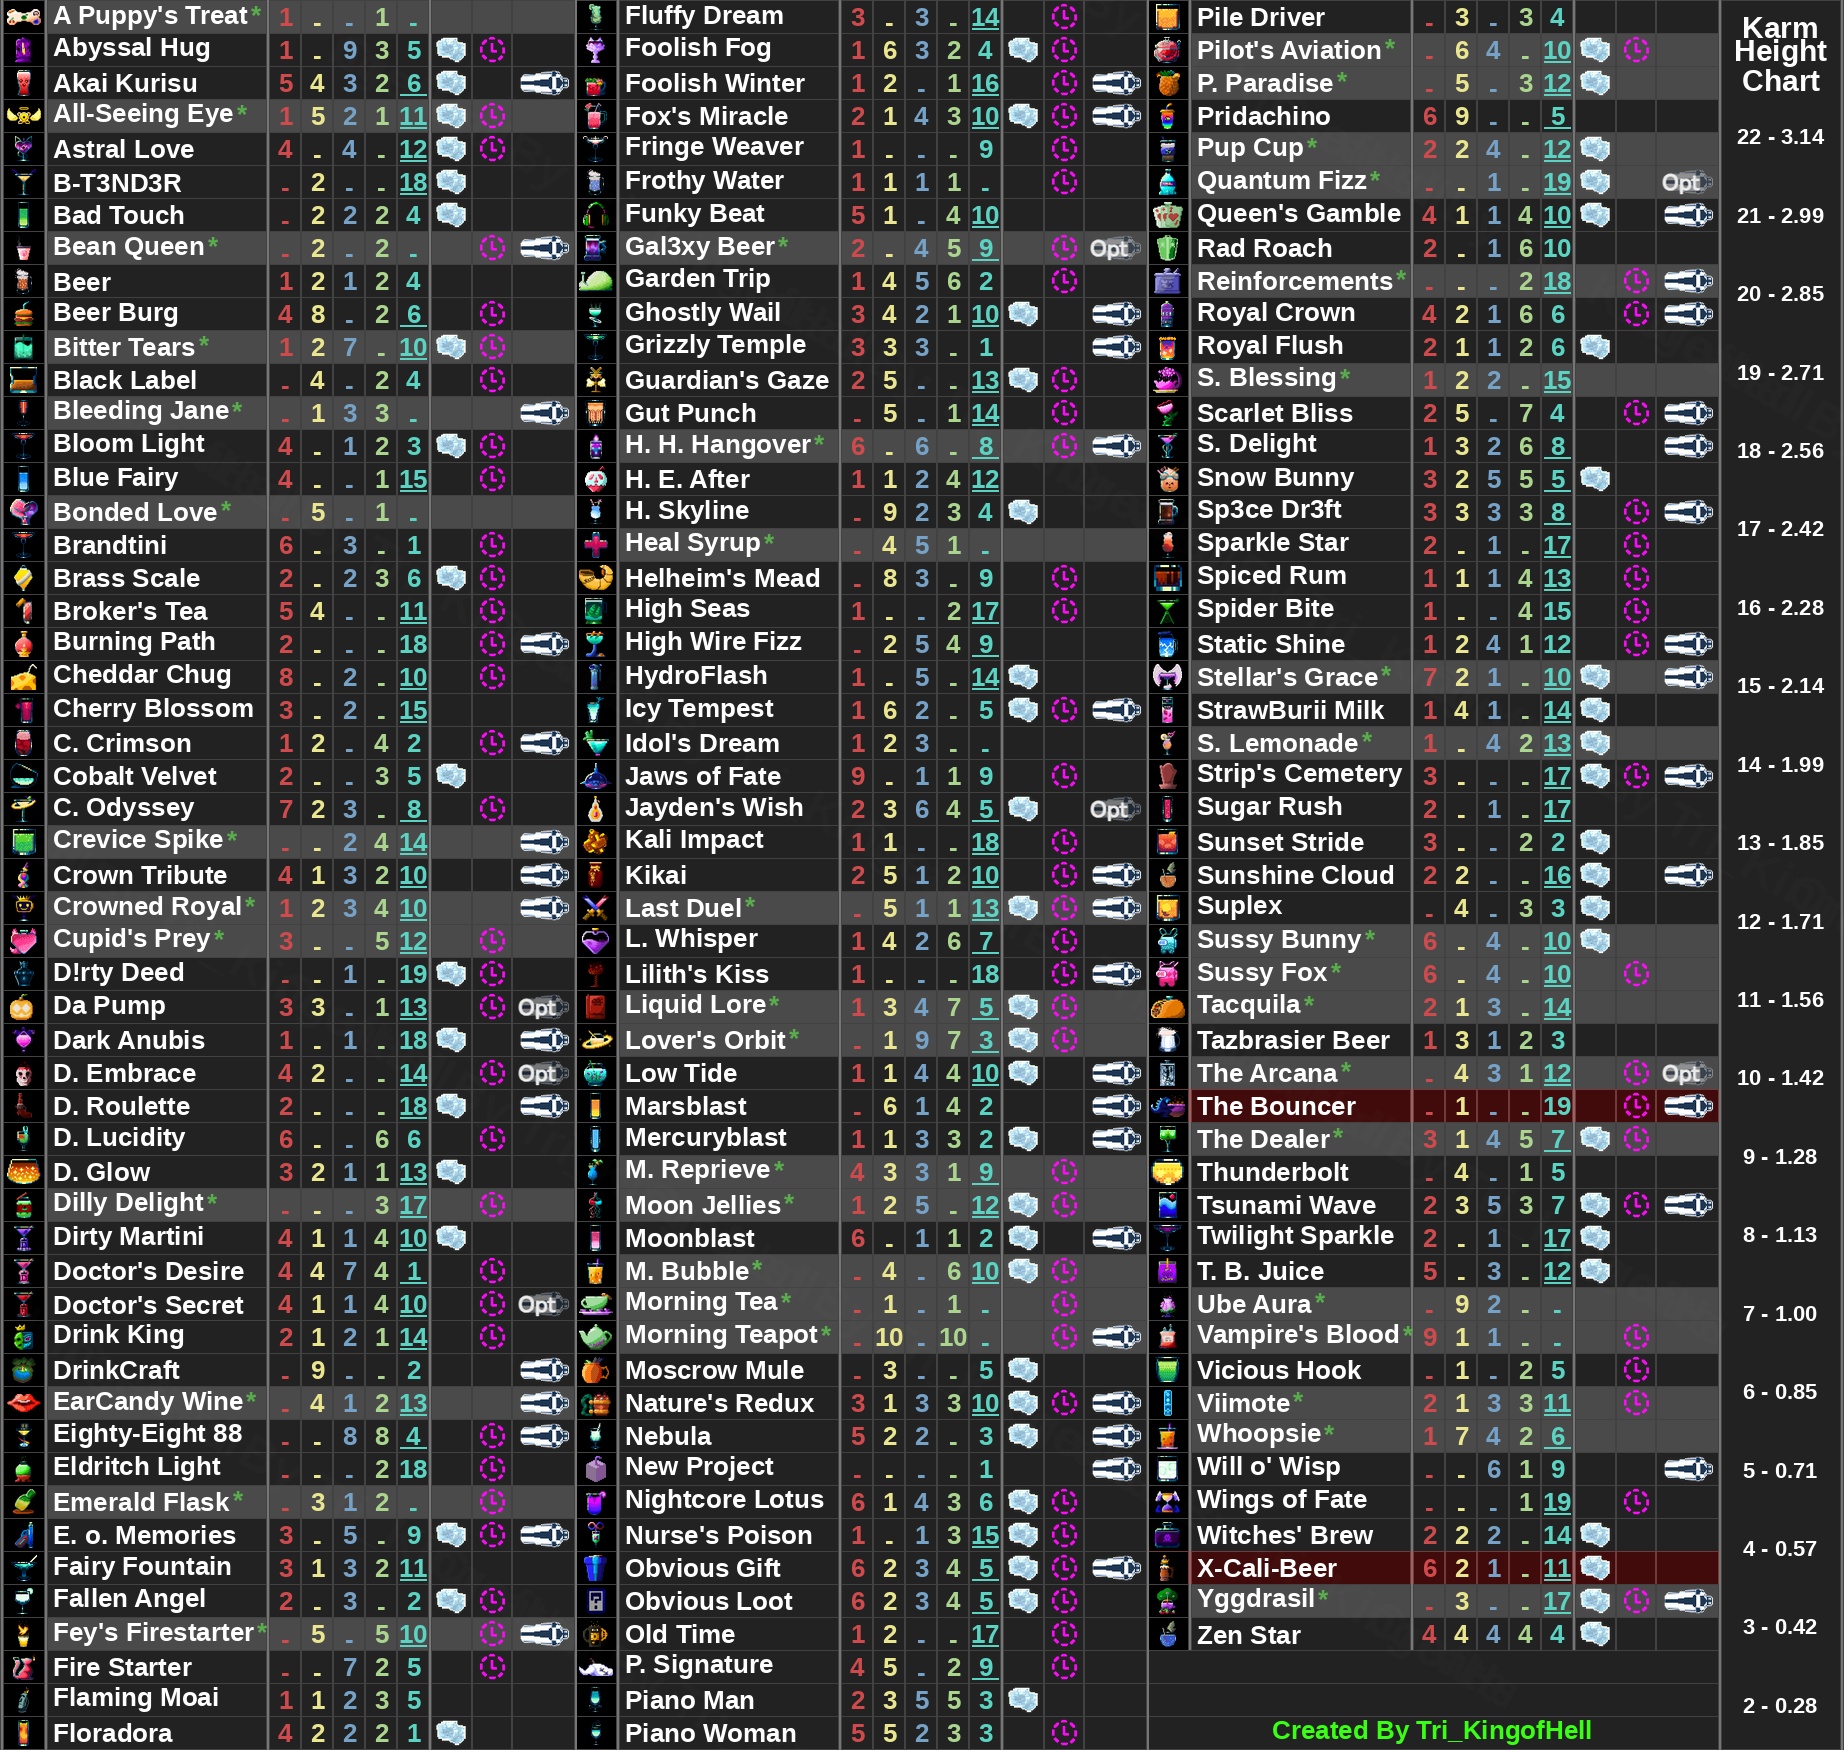 A Puppy's Treat* 1 - - 1 -
Abyssal Hug 1 - 9 3 5
Akai Kurisu 5 4 3 2 6
All-Seeing Eye* 1 5 2 1 11
Astral Love 4 - 4 - 12
B-T3ND3R - 2 - - 18
Bad Touch - 2 2 2 4
Bean Queen* - 2 - 2 -
Beer 1 2 1 2 4
Beer Burg 4 8 - 2 6
Bitter Tears* 1 2 7 - 10
Black Label - 4 - 2 4
Bleeding Jane* - 1 3 3 -
Bloom Light 4 - 1 2 3
Blue Fairy 4 - - 1 15
Bonded Love* - 5 - 1 -
Brandtini 6 - 3 - 1
Brass Scale 2 - 2 3 6
Broker's Tea 5 4 - - 11
Burning Path 2 - - - 18
Cheddar Chug 8 - 2 - 10
Cherry Blossom 3 - 2 - 15
C. Crimson 1 2 - 4 2
Cobalt Velvet 2 - - 3 5
C. Odyssey 7 2 3 - 8
Crevice Spike* - - 2 4 14
Crown Tribute 4 1 3 2 10
Crowned Royal* 1 2 3 4 10
Cupid's Prey* 3 - - 5 12
D!rty Deed - - 1 - 19
Da Pump 3 3 - 1 13 Opt
Dark Anubis 1 - 1 - 18
D. Embrace 4 2 - - 14 Opt
D. Roulette 2 - - - 18
D. Lucidity 6 - - 6 6
D. Glow 3 2 1 1 13
Dilly Delight* - - - 3 17
Dirty Martini 4 1 1 4 10
Doctor's Desire 4 4 7 4 1
Doctor's Secret 4 1 1 4 10 Opt
Drink King 2 1 2 1 14
DrinkCraft - 9 - - 2
EarCandy Wine* - 4 1 2 13
Eighty-Eight 88 - - 8 8 4
Eldritch Light - - - 2 18
Emerald Flask* - 3 1 2 -
E. o. Memories 3 - 5 - 9
Fairy Fountain 3 1 3 2 11
Fallen Angel 2 - 3 - 2
Fey's Firestarter* - 5 - 5 10
Fire Starter - - 7 2 5
Flaming Moai 1 1 2 3 5
Floradora 4 2 2 2 1
Fluffy Dream 3 - 3 - 14
Foolish Fog 1 6 3 2 4
Foolish Winter 1 2 - 1 16
Fox's Miracle 2 1 4 3 10
Fringe Weaver 1 - - - 9
Frothy Water 1 1 1 1 -
Funky Beat 5 1 - 4 10
Gal3xy Beer* 2 - 4 5 9 Opt
Garden Trip 1 4 5 6 2
Ghostly Wail 3 4 2 1 10
Grizzly Temple 3 3 3 - 1
Guardian's Gaze 2 5 - - 13
Gut Punch - 5 - 1 14
H. H. Hangover* 6 - 6 - 8
H. E. After 1 1 2 4 12
H. Skyline - 9 2 3 4
Heal Syrup* - 4 5 1 -
Helheim's Mead - 8 3 - 9
High Seas 1 - - 2 17
High Wire Fizz - 2 5 4 9
HydroFlash 1 - 5 - 14
Icy Tempest 1 6 2 - 5
Idol's Dream 1 2 3 - -
Jaws of Fate 9 - 1 1 9
Jayden's Wish 2 3 6 4 5 Opt
Kali Impact 1 1 - - 18
Kikai 2 5 1 2 10
Last Duel* - 5 1 1 13
L. Whisper 1 4 2 6 7
Lilith's Kiss 1 - - - 18
Liquid Lore* 1 3 4 7 5
Lover's Orbit* - 1 9 7 3
Low Tide 1 1 4 4 10
Marsblast - 6 1 4 2
Mercuryblast 1 1 3 3 2
M. Reprieve* 4 3 3 1 9
Moon Jellies* 1 2 5 - 12
Moonblast 6 - 1 1 2
M. Bubble* - 4 - 6 10
Morning Tea* - 1 - 1 -
Morning Teapot* - 10 - 10 -
Moscrow Mule - 3 - - 5
Nature's Redux 3 1 3 3 10
Nebula 5 2 2 - 3
New Project - - - - 1
Nightcore Lotus 6 1 4 3 6
Nurse's Poison 1 - 1 3 15
Obvious Gift 6 2 3 4 5
Obvious Loot 6 2 3 4 5
Old Time 1 2 - - 17
P. Signature 4 5 - 2 9
Piano Man 2 3 5 5 3
Piano Woman 5 5 2 3 3
Pile Driver - 3 - 3 4
Pilot's Aviation* - 6 4 - 10
P. Paradise* - 5 - 3 12
Pridachino 6 9 - - 5
Pup Cup* 2 2 4 - 12
Quantum Fizz* - - 1 - 19 Opt
Queen's Gamble 4 1 1 4 10
Rad Roach 2 - 1 6 10
Reinforcements* - - - 2 18
Royal Crown 4 2 1 6 6
Royal Flush 2 1 1 2 6
S. Blessing* 1 2 2 - 15
Scarlet Bliss 2 5 - 7 4
S. Delight 1 3 2 6 8
Snow Bunny 3 2 5 5 5
Sp3ce Dr3ft 3 3 3 3 8
Sparkle Star 2 - 1 - 17
Spiced Rum 1 1 1 4 13
Spider Bite 1 - - 4 15
Static Shine 1 2 4 1 12
Stellar's Grace* 7 2 1 - 10
StrawBurii Milk 1 4 1 - 14
S. Lemonade* 1 - 4 2 13
Strip's Cemetery 3 - - - 17
Sugar Rush 2 - 1 - 17
Sunset Stride 3 - - 2 2
Sunshine Cloud 2 2 - - 16
Suplex - 4 - 3 3
Sussy Bunny* 6 - 4 - 10
Sussy Fox* 6 - 4 - 10
Tacquila* 2 1 3 - 14
Tazbrasier Beer 1 3 1 2 3
The Arcana* - 4 3 1 12 Opt
The Bouncer - 1 - - 19
The Dealer* 3 1 4 5 7
Thunderbolt - 4 - 1 5
Tsunami Wave 2 3 5 3 7
Twilight Sparkle 2 - 1 - 17
T. B. Juice 5 - 3 - 12
Ube Aura* - 9 2 - -
Vampire's Blood* 9 1 1 - -
Vicious Hook - 1 - 2 5
Viimote* 2 1 3 3 11
Whoopsie* 1 7 4 2 6
Will o' Wisp - - 6 1 9
Wings of Fate - - - 1 19
Witches' Brew 2 2 2 - 14
X-Cali-Beer 6 2 1 - 11
Yggdrasil* - 3 - - 17
Zen Star 4 4 4 4 4
Created By Tri_KingofHell
Karm
Height
Chart
22 - 3.14
21 - 2.99
20 - 2.85
19 - 2.71
18 - 2.56
17 - 2.42
16 - 2.28
15 - 2.14
14 - 1.99
13 - 1.85
12 - 1.71
11 - 1.56
10 - 1.42
9 - 1.28
8 - 1.13
7 - 1.00
6 - 0.85
5 - 0.71
4 - 0.57
3 - 0.42
2 - 0.28